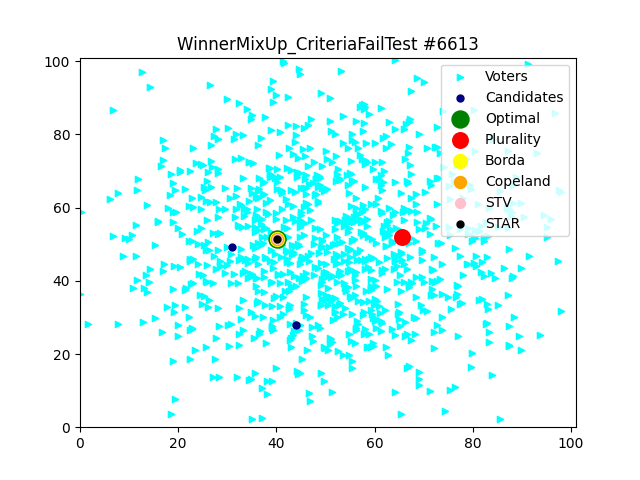 WinnerMixUp_CriteriaFailTest #6613
100
80
60
40
20
0
0 20 40 60 80 100
Voters
Candidates
Optimal
Plurality
Borda
Copeland
STV
STAR